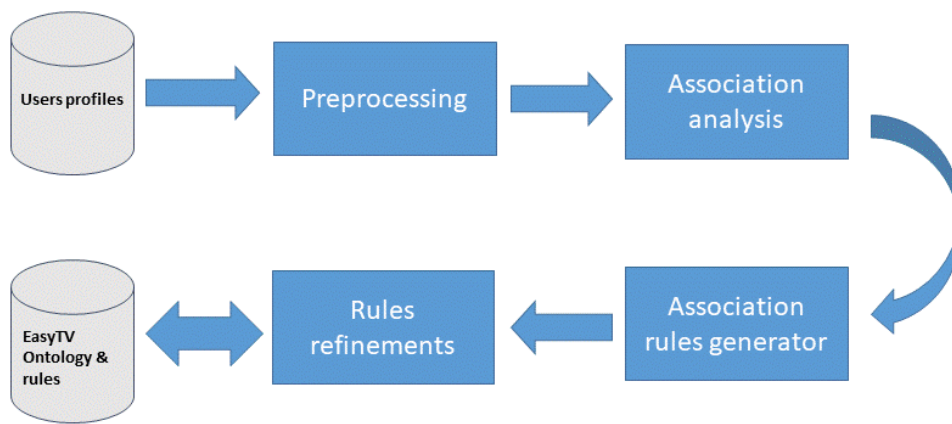 Users profiles
Preprocessing
Association
analysis
EasyTV
Ontology &
rules
Rules
refinements
Association
rules generator